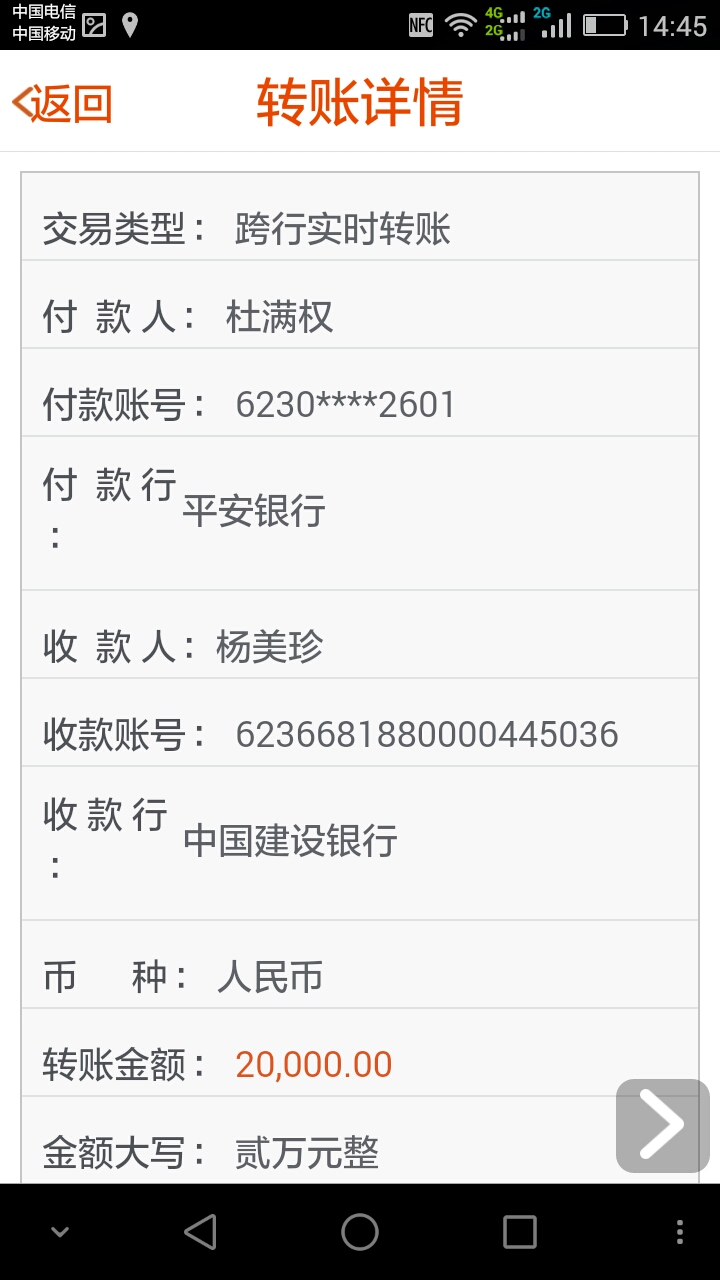 中国电信
中国移动
NFC 4G 2G 2G 14:45
返回 转账详情
交易类型： 跨行实时转账
付 款 人： 杜满权
付款账号： 6230****2601
付 款 行
： 平安银行
收 款 人： 杨美珍
收款账号： 6236681880000445036
收 款 行
： 中国建设银行
币 种： 人民币
转账金额： 20,000.00
金额大写： 贰万元整